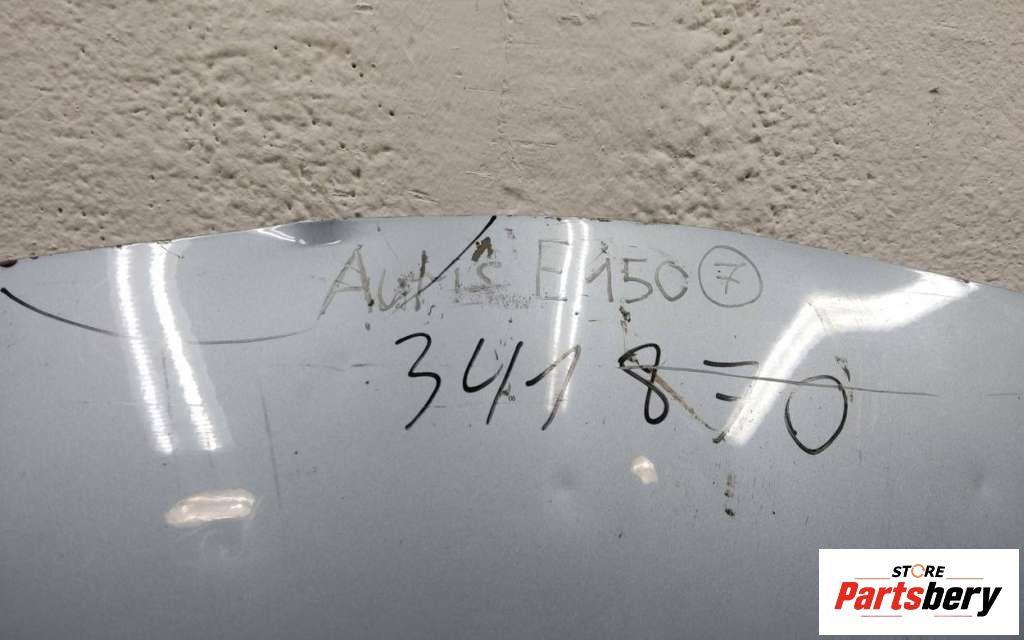 Auris E150 ⑦
341870
STORE
Partsbery